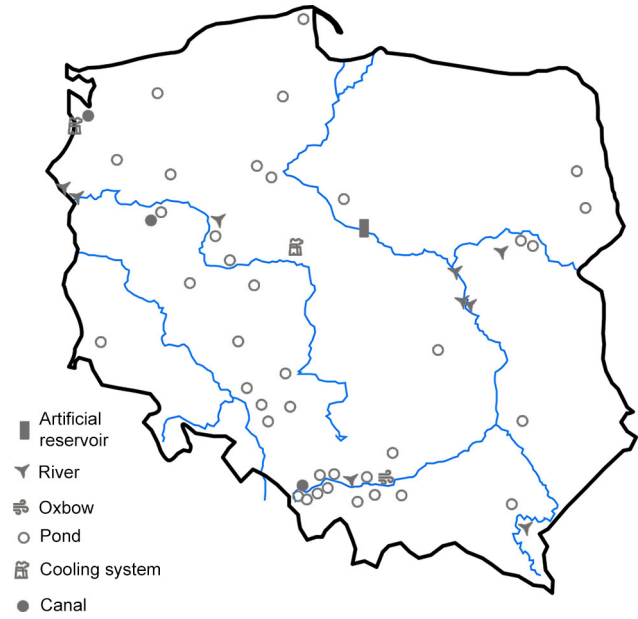 Artificial
reservoir
River
Oxbow
Pond
Cooling system
Canal